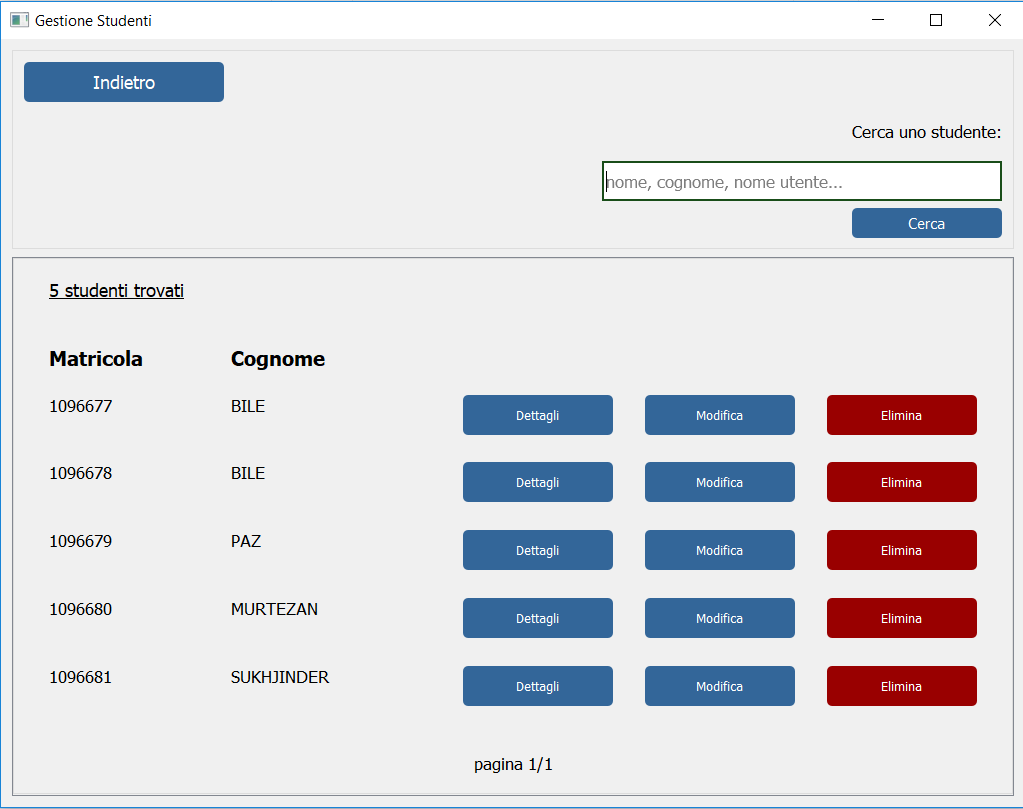 Gestione Studenti
Indietro
Cerca uno studente:
nome, cognome, nome utente...
Cerca
5 studenti trovati
Matricola Cognome
1096677 BILE Dettagli Modifica Elimina
1096678 BILE Dettagli Modifica Elimina
1096679 PAZ Dettagli Modifica Elimina
1096680 MURTEZAN Dettagli Modifica Elimina
1096681 SUKHJINDER Dettagli Modifica Elimina
pagina 1/1